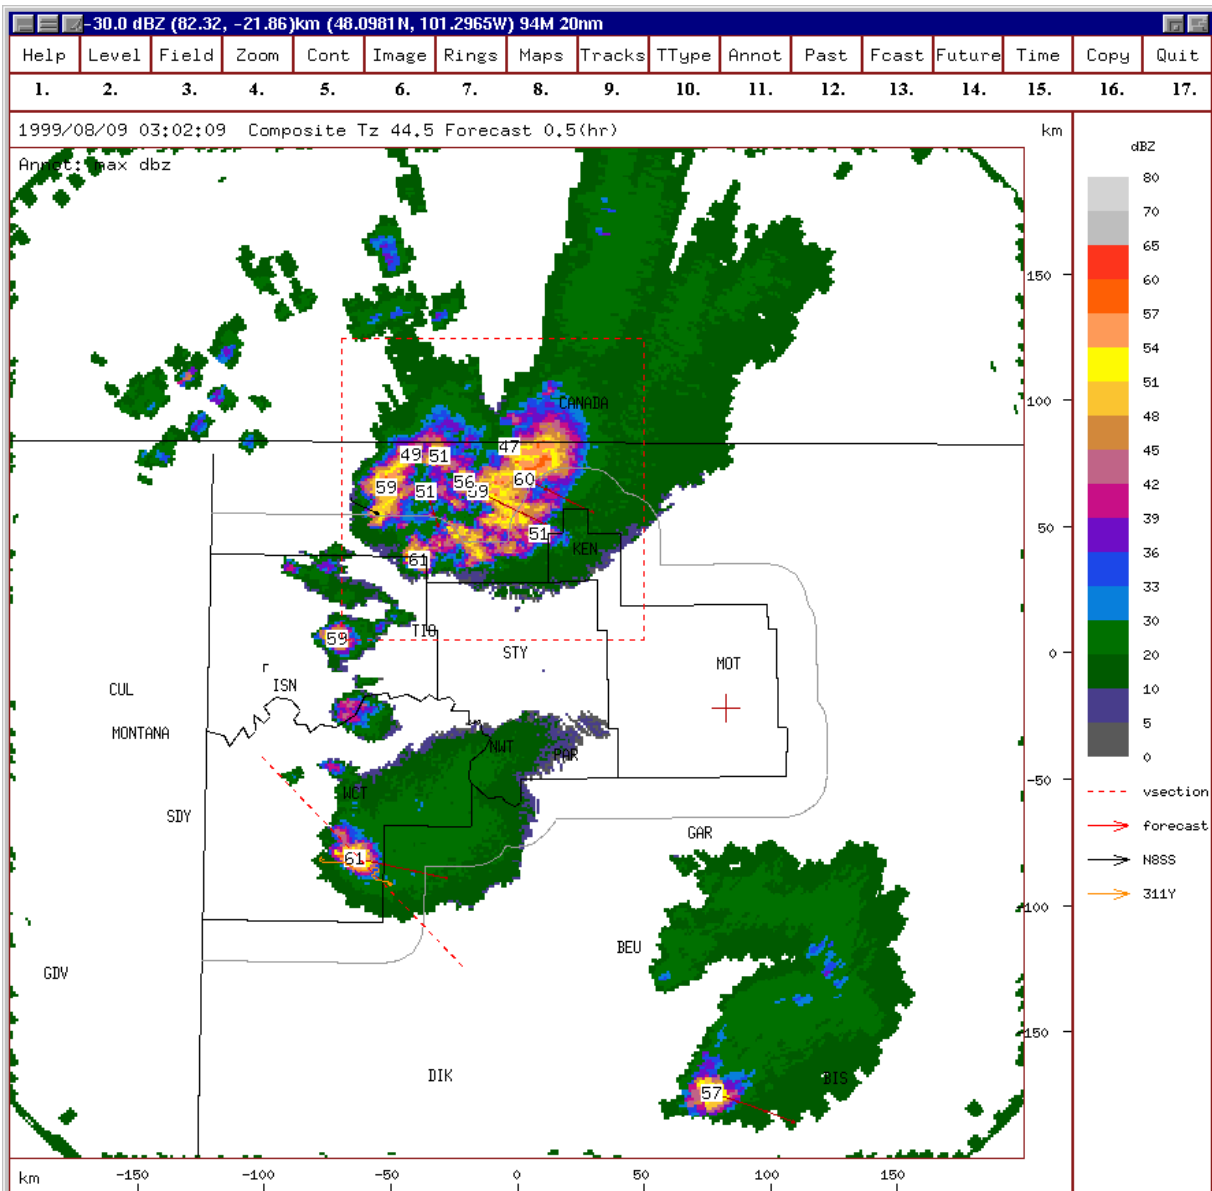 -30.0 dBZ (82.32, -21.86)km (48.0981N, 101.2965W) 94M 20nm
Help Level Field Zoom Cont Image Rings Maps Tracks TType Annot Past Fcast Future Time Copy Quit
1. 2. 3. 4. 5. 6. 7. 8. 9. 10. 11. 12. 13. 14. 15. 16. 17.
1999/08/09 03:02:09 Composite Tz 44.5 Forecast 0.5(hr) km
Annot: max dbz
dBZ
80
70
65
60
57
54
51
48
45
42
39
36
33
30
20
10
5
0
vsection
forecast
N8SS
311Y
150
100
50
0
-50
-100
-150
CANADA
47
49 51
59 51 56 59 60
51
KEN
61
TIO
59
STY
MOT
ISN
CUL
MONTANA
NWT
PAR
WCT
SDY
GAR
61
BEU
GDV
DIK
BIS
57
km -150 -100 -50 0 50 100 150